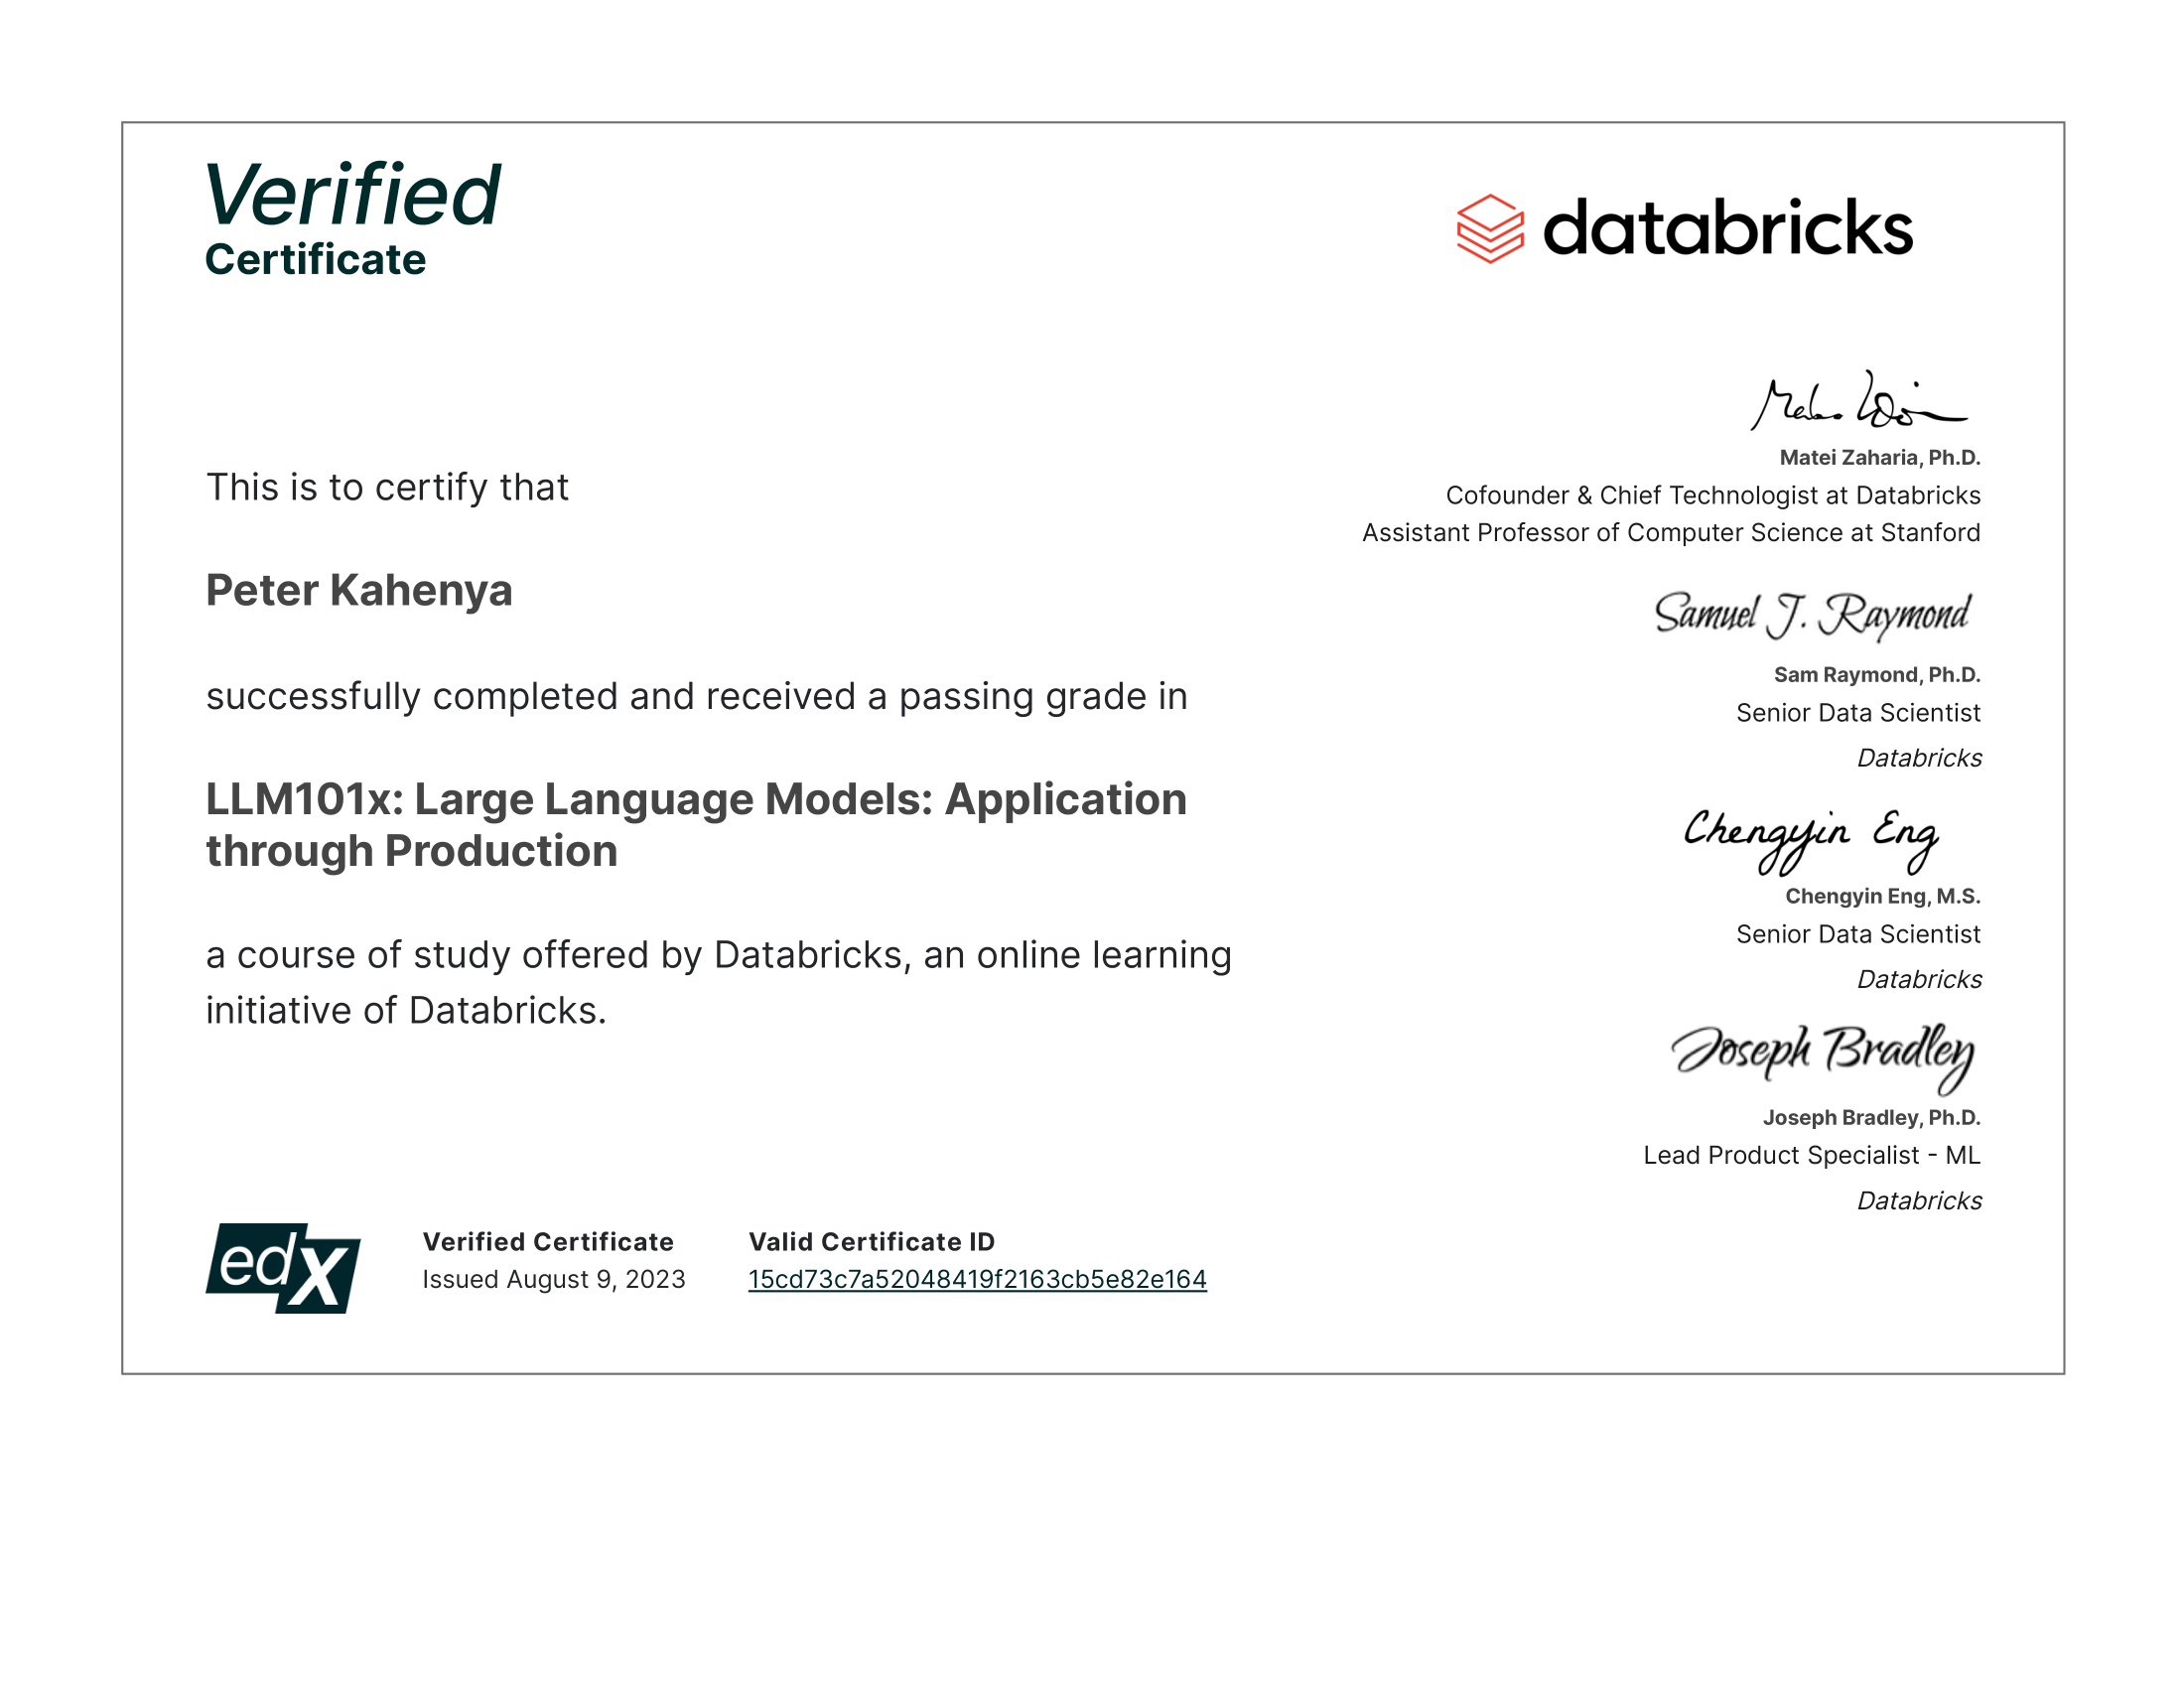 Verified
Certificate
databricks
This is to certify that
Peter Kahenya
successfully completed and received a passing grade in
LLM101x: Large Language Models: Application
through Production
a course of study offered by Databricks, an online learning
initiative of Databricks.
Matei Zaharia, Ph.D.
Cofounder & Chief Technologist at Databricks
Assistant Professor of Computer Science at Stanford
Samuel J. Raymond
Sam Raymond, Ph.D.
Senior Data Scientist
Databricks
Chengyin Eng
Chengyin Eng, M.S.
Senior Data Scientist
Databricks
Joseph Bradley
Joseph Bradley, Ph.D.
Lead Product Specialist - ML
Databricks
edX
Verified Certificate
Issued August 9, 2023
Valid Certificate ID
15cd73c7a52048419f2163cb5e82e164